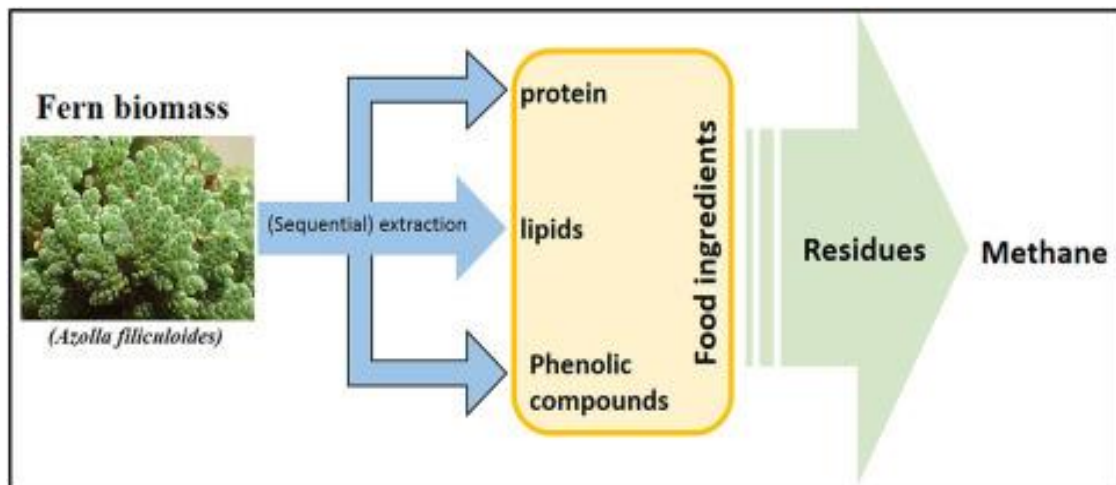 Fern biomass
(Azolla filiculoides)
(Sequential) extraction
protein
lipids
Phenolic
compounds
Food ingredients
Residues
Methane